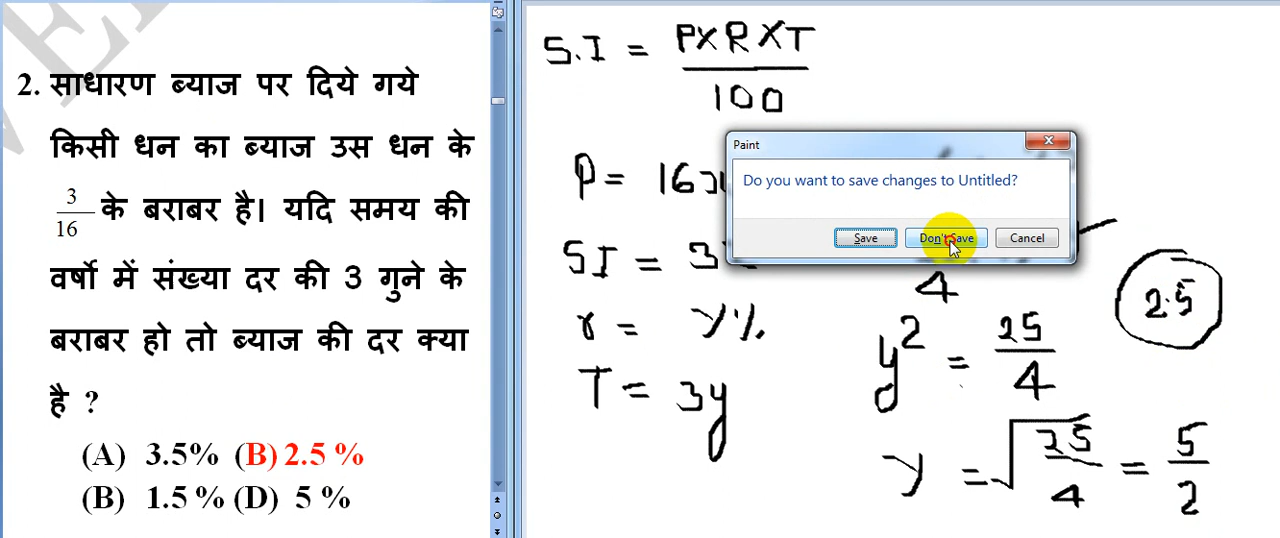 2. साधारण ब्याज पर दिये गये
किसी धन का ब्याज उस धन के
3/16 के बराबर है। यदि समय की
वर्षो में संख्या दर की 3 गुने के
बराबर हो तो ब्याज की दर क्या
है ?
(A) 3.5% (B) 2.5 %
(B) 1.5 % (D) 5 %
S.I = PXRXT
100
P = 16x
SI = 3
r = y%
T = 3y
Paint
Do you want to save changes to Untitled?
Save Don't Save Cancel
4
2.5
y² = 25/4
y = √25/4 = 5/2